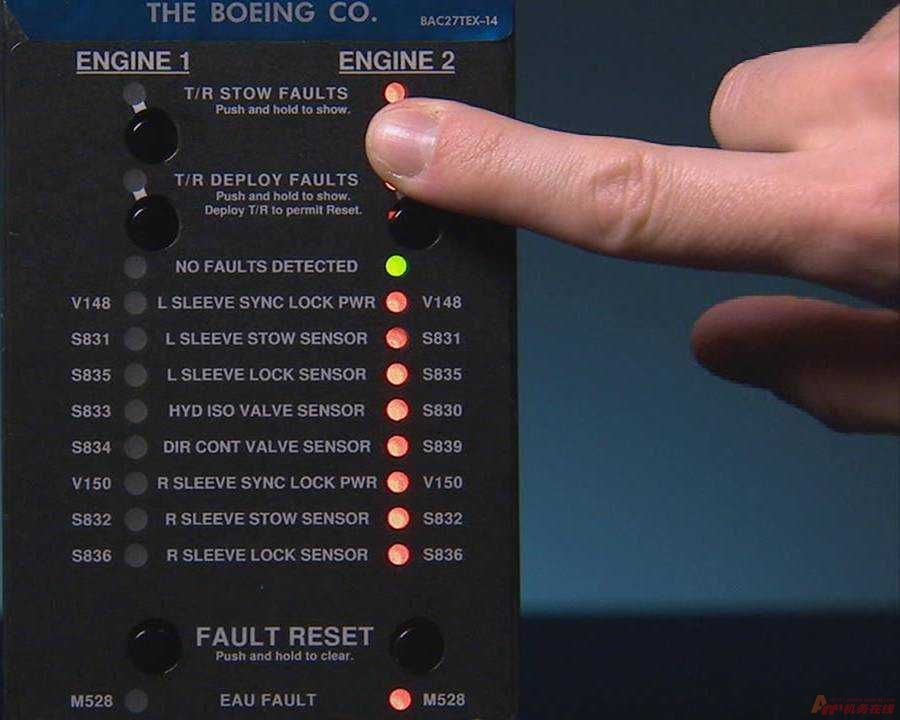 THE BOEING CO.
BAC27TEX-14
ENGINE 1 ENGINE 2
T/R STOW FAULTS
Push and hold to show.
T/R DEPLOY FAULTS
Push and hold to show.
Deploy T/R to permit Reset.
NO FAULTS DETECTED
V148 L SLEEVE SYNC LOCK PWR V148
S831 L SLEEVE STOW SENSOR S831
S835 L SLEEVE LOCK SENSOR S835
S833 HYD ISO VALVE SENSOR S830
S834 DIR CONT VALVE SENSOR S839
V150 R SLEEVE SYNC LOCK PWR V150
S832 R SLEEVE STOW SENSOR S832
S836 R SLEEVE LOCK SENSOR S836
FAULT RESET
Push and hold to clear.
M528 EAU FAULT M528
机务在线